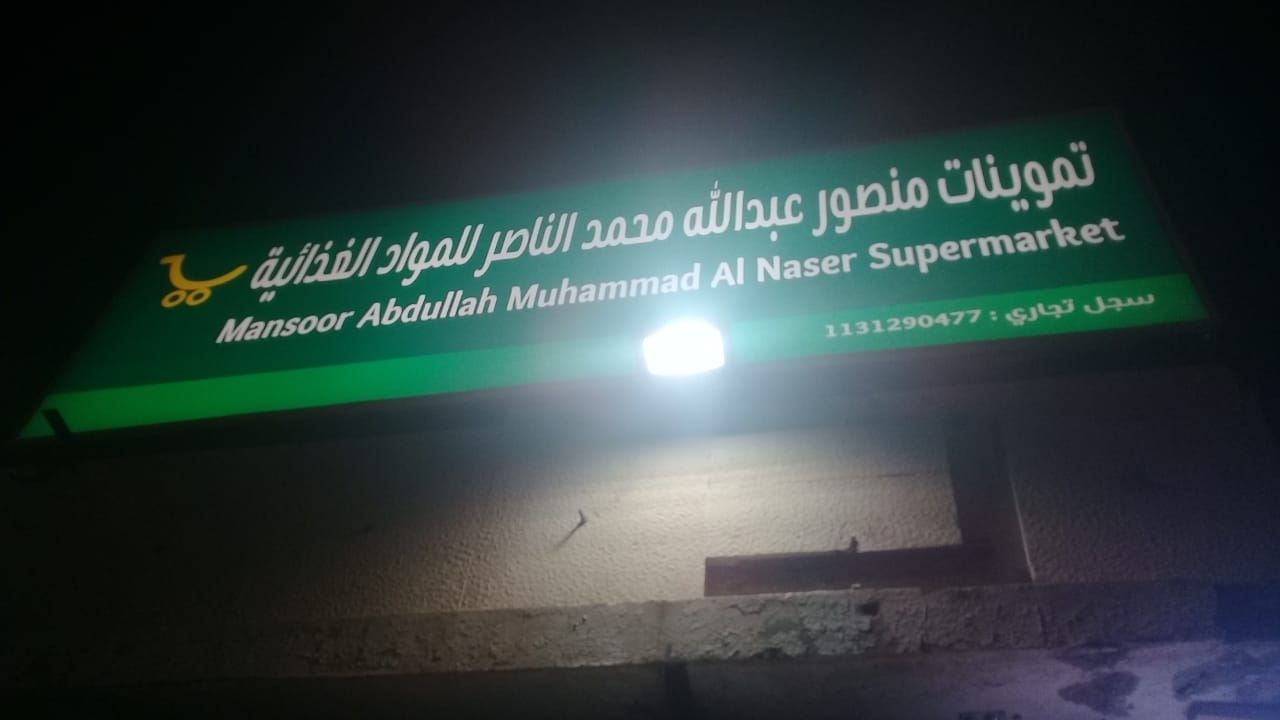 تموينات منصور عبدالله محمد الناصر للمواد الغذائية
Mansoor Abdullah Muhammad Al Naser Supermarket
سجل تجاري : 1131290477